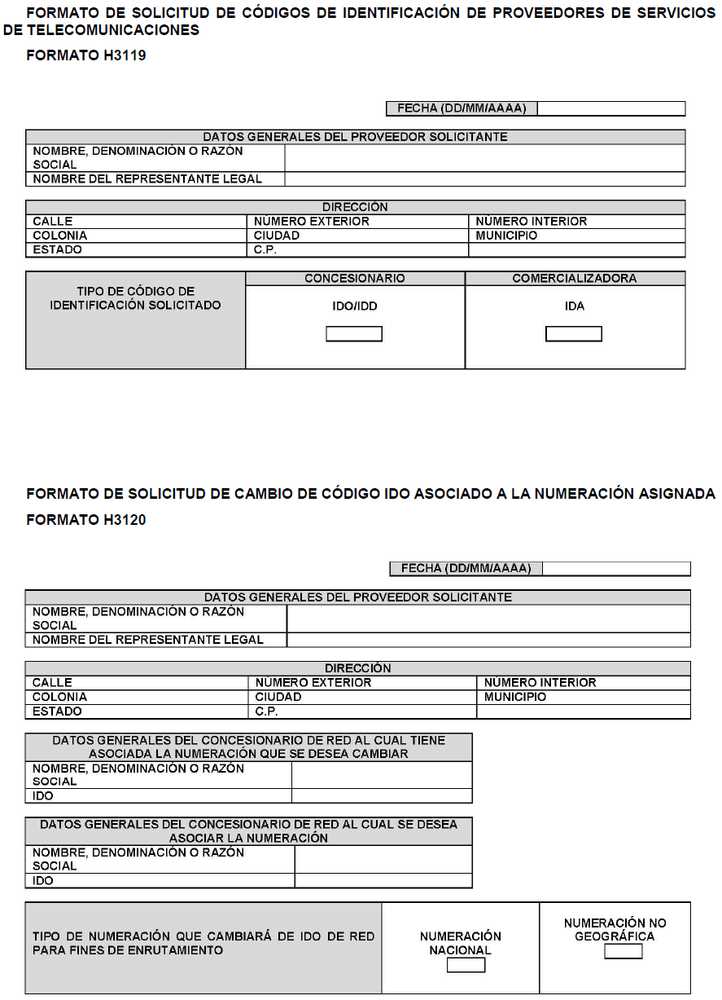 FORMATO DE SOLICITUD DE CÓDIGOS DE IDENTIFICACIÓN DE PROVEEDORES DE SERVICIOS
DE TELECOMUNICACIONES
FORMATO H3119
FECHA (DD/MM/AAAA)
DATOS GENERALES DEL PROVEEDOR SOLICITANTE
NOMBRE, DENOMINACIÓN O RAZÓN
SOCIAL
NOMBRE DEL REPRESENTANTE LEGAL
DIRECCIÓN
CALLE NÚMERO EXTERIOR NÚMERO INTERIOR
COLONIA CIUDAD MUNICIPIO
ESTADO C.P.
TIPO DE CÓDIGO DE
IDENTIFICACIÓN SOLICITADO
CONCESIONARIO COMERCIALIZADORA
IDO/IDD IDA
FORMATO DE SOLICITUD DE CAMBIO DE CÓDIGO IDO ASOCIADO A LA NUMERACIÓN ASIGNADA
FORMATO H3120
FECHA (DD/MM/AAAA)
DATOS GENERALES DEL PROVEEDOR SOLICITANTE
NOMBRE, DENOMINACIÓN O RAZÓN
SOCIAL
NOMBRE DEL REPRESENTANTE LEGAL
DIRECCIÓN
CALLE NÚMERO EXTERIOR NÚMERO INTERIOR
COLONIA CIUDAD MUNICIPIO
ESTADO C.P.
DATOS GENERALES DEL CONCESIONARIO DE RED AL CUAL TIENE
ASOCIADA LA NUMERACIÓN QUE SE DESEA CAMBIAR
NOMBRE, DENOMINACIÓN O RAZÓN
SOCIAL
IDO
DATOS GENERALES DEL CONCESIONARIO DE RED AL CUAL SE DESEA
ASOCIAR LA NUMERACIÓN
NOMBRE, DENOMINACIÓN O RAZÓN
SOCIAL
IDO
TIPO DE NUMERACIÓN QUE CAMBIARÁ DE IDO DE RED
PARA FINES DE ENRUTAMIENTO
NUMERACIÓN
NACIONAL
NUMERACIÓN NO
GEOGRÁFICA